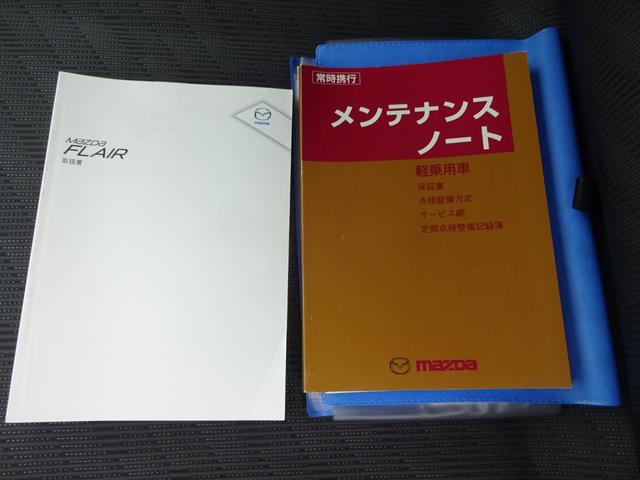 MAZDA
FLAIR
取扱書
常時携行
メンテナンス
ノート
軽乗用車
保証書
点検整備方式
サービス網
定期点検整備記録簿
mazda